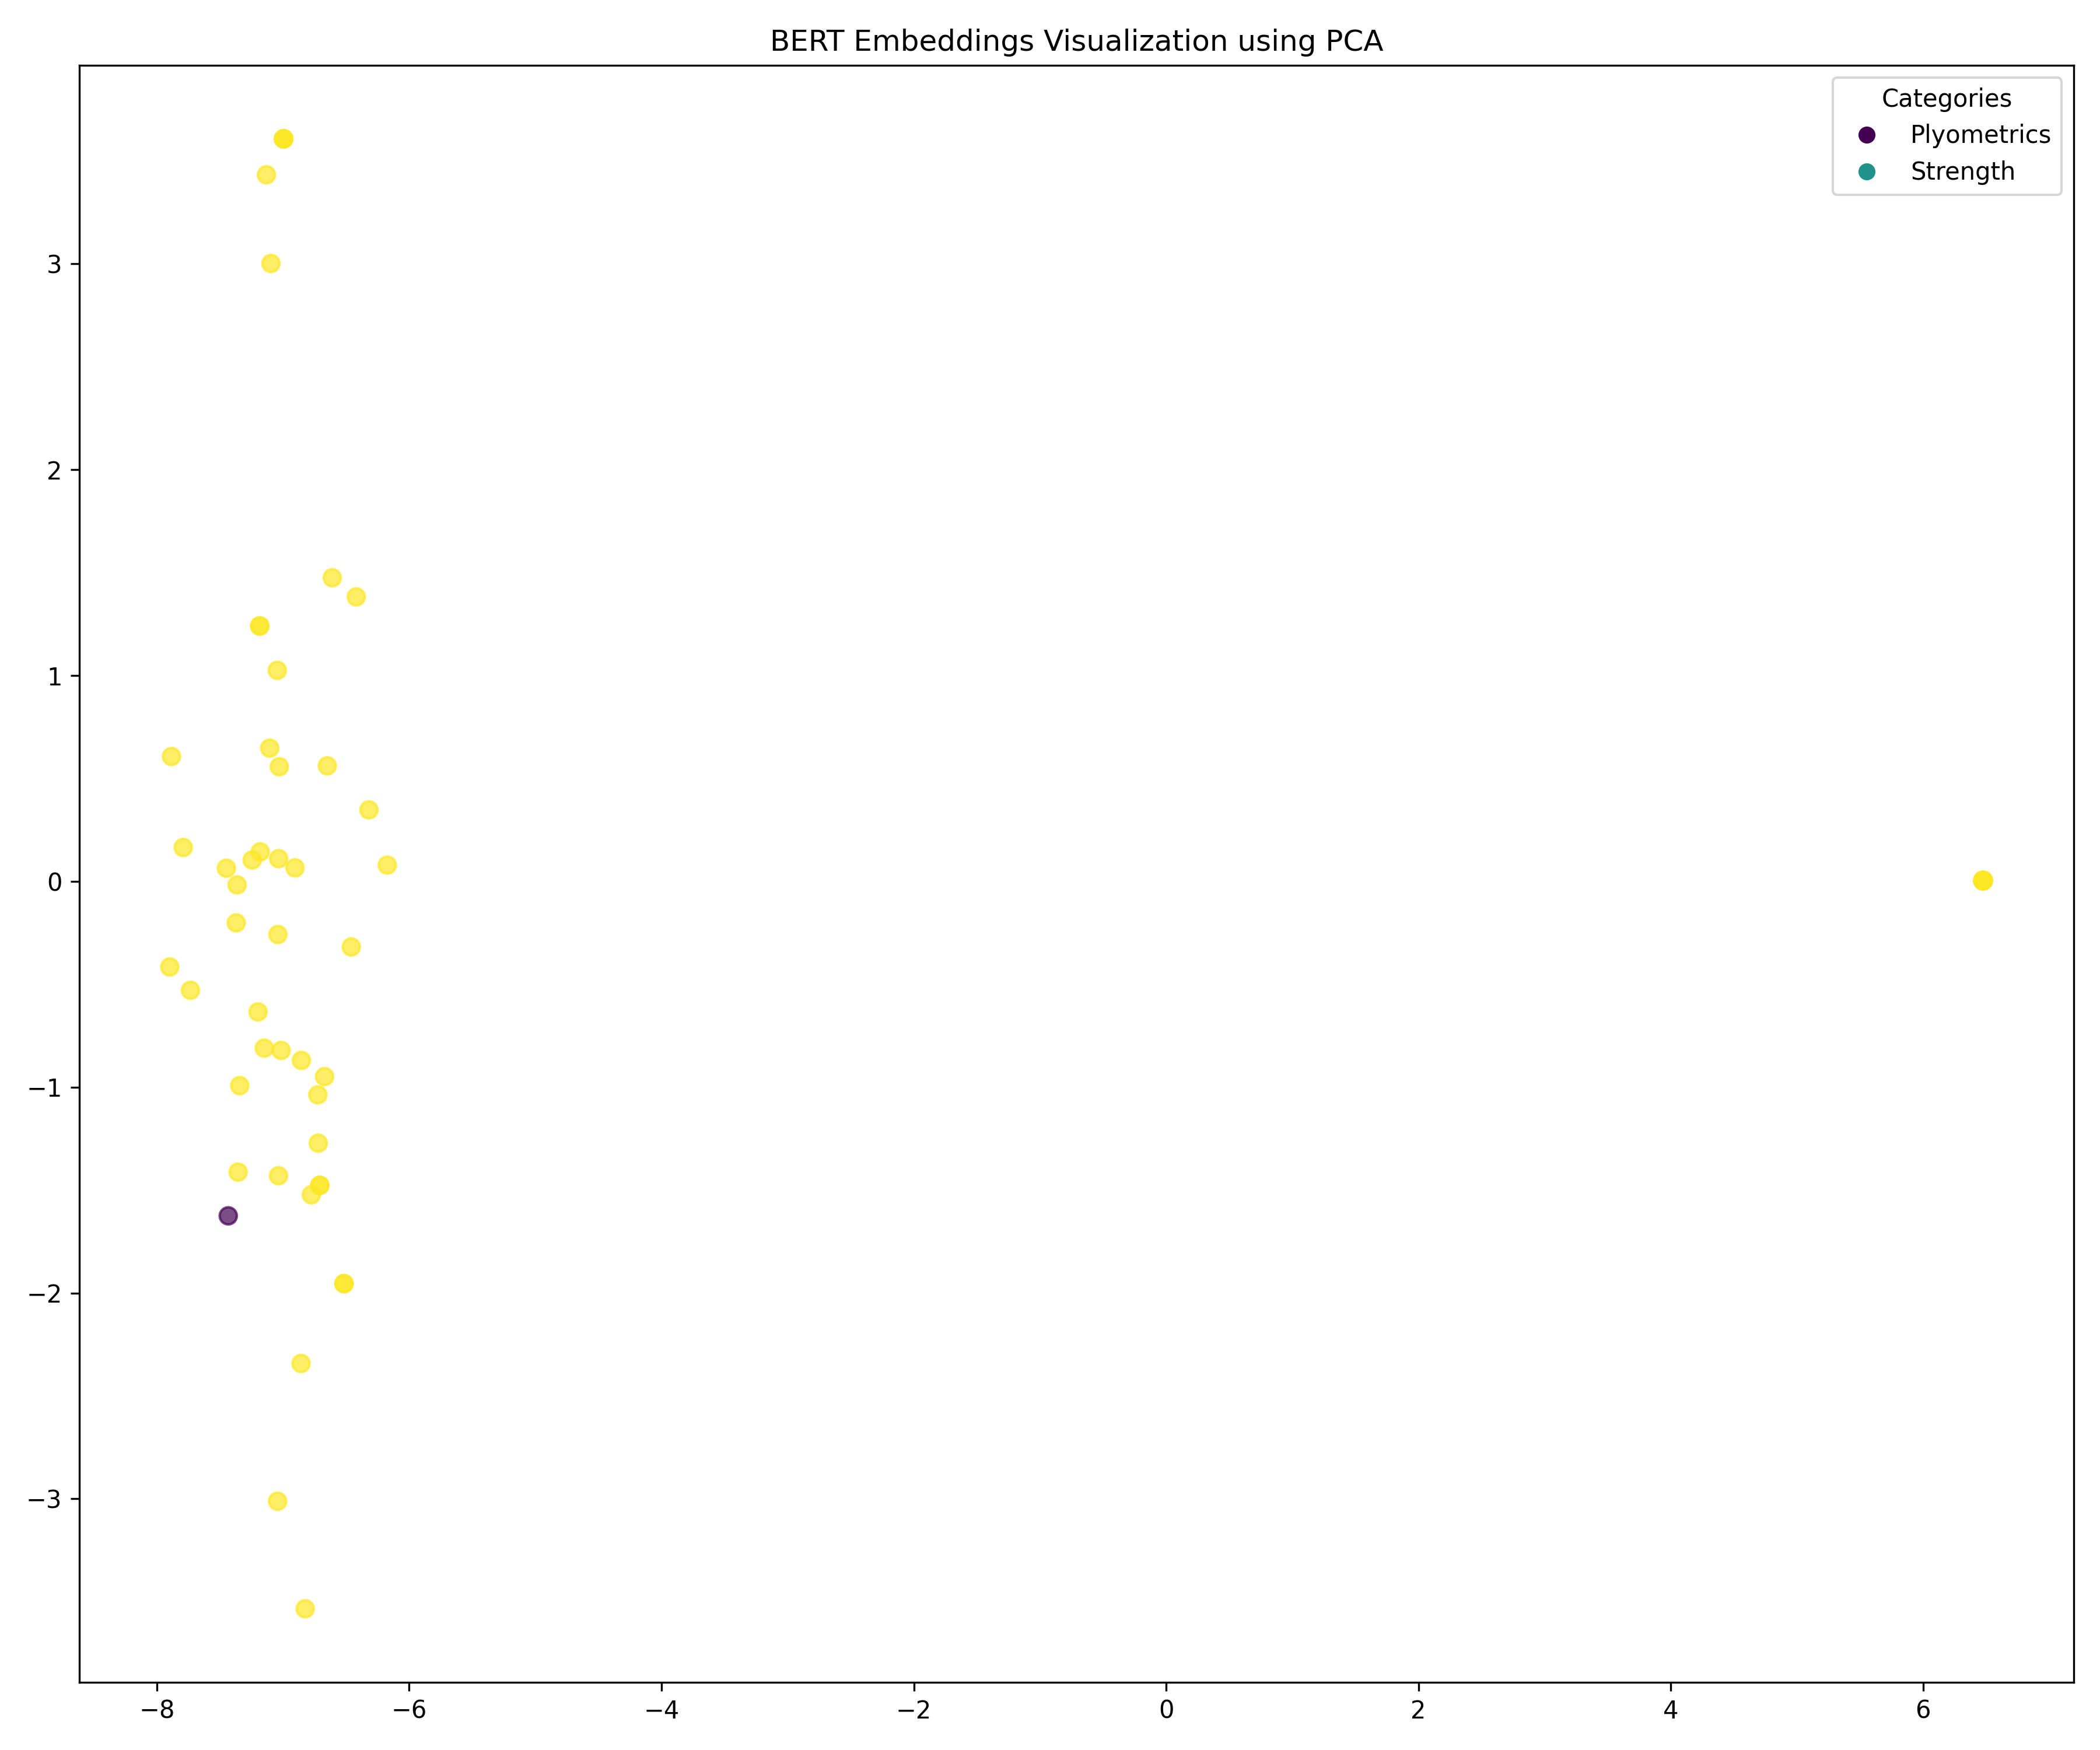 BERT Embeddings Visualization using PCA
Categories
Plyometrics
Strength
3
2
1
0
−1
−2
−3
−8 −6 −4 −2 0 2 4 6